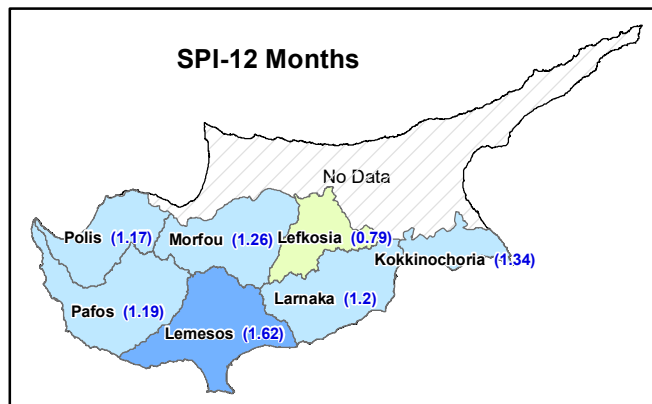 SPI-12 Months
No Data
Polis (1.17)
Morfou (1.26)
Lefkosia (0.79)
Kokkinochoria (1.34)
Pafos (1.19)
Larnaka (1.2)
Lemesos (1.62)